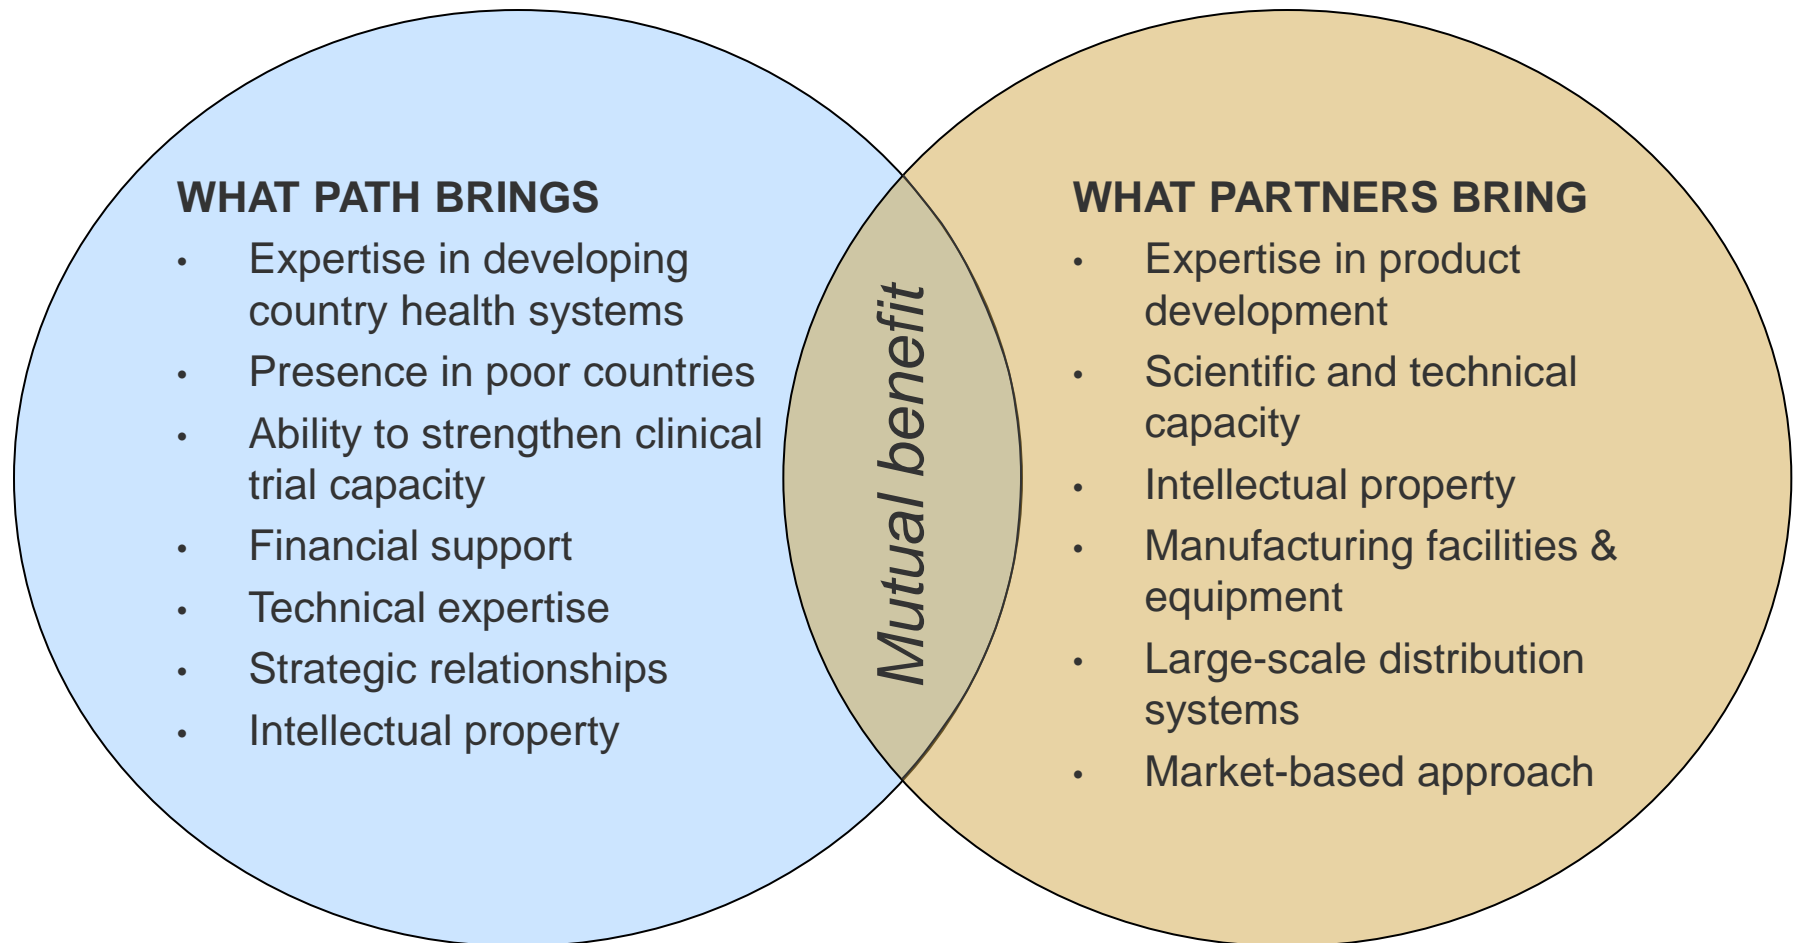 WHAT PATH BRINGS
• Expertise in developing
country health systems
• Presence in poor countries
• Ability to strengthen clinical
trial capacity
• Financial support
• Technical expertise
• Strategic relationships
• Intellectual property
Mutual benefit
WHAT PARTNERS BRING
• Expertise in product
development
• Scientific and technical
capacity
• Intellectual property
• Manufacturing facilities &
equipment
• Large-scale distribution
systems
• Market-based approach